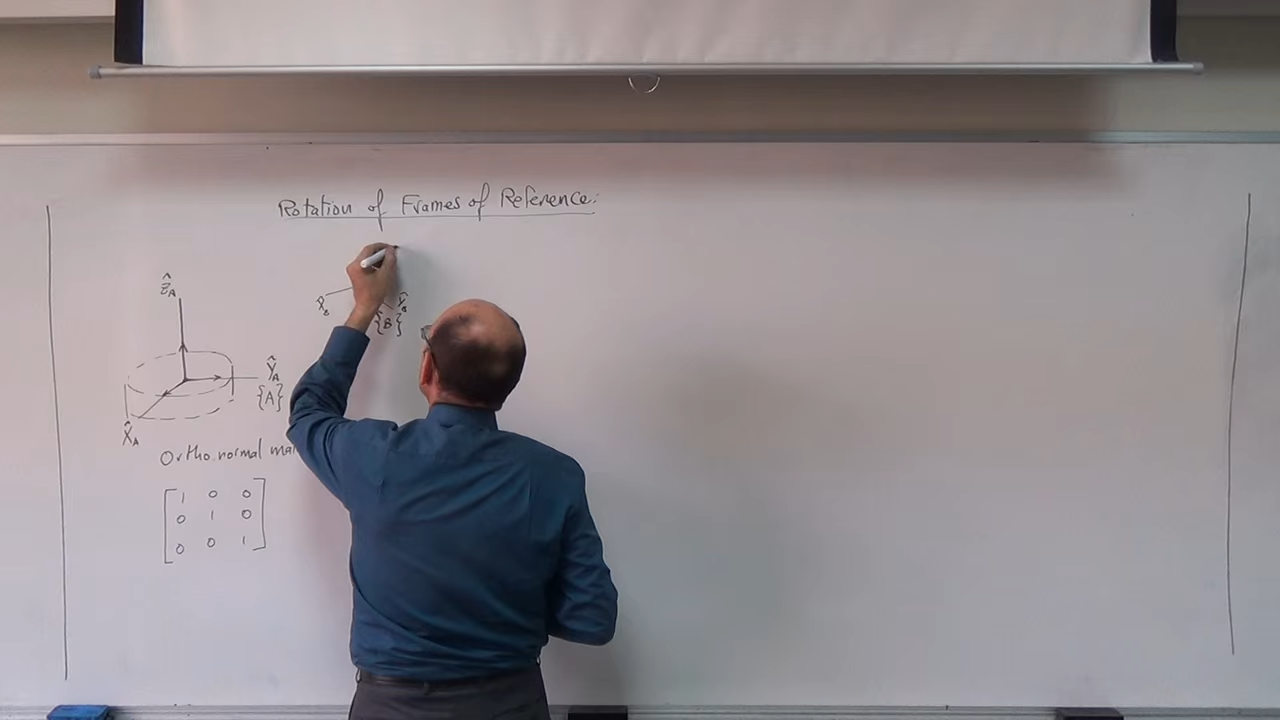 Rotation of Frames of Reference:
Ẑ_A
X̂_B Ŷ_B
{B}
Ŷ_A
{A}
X̂_A
Ortho-normal
1 0 0
0 1 0
0 0 1